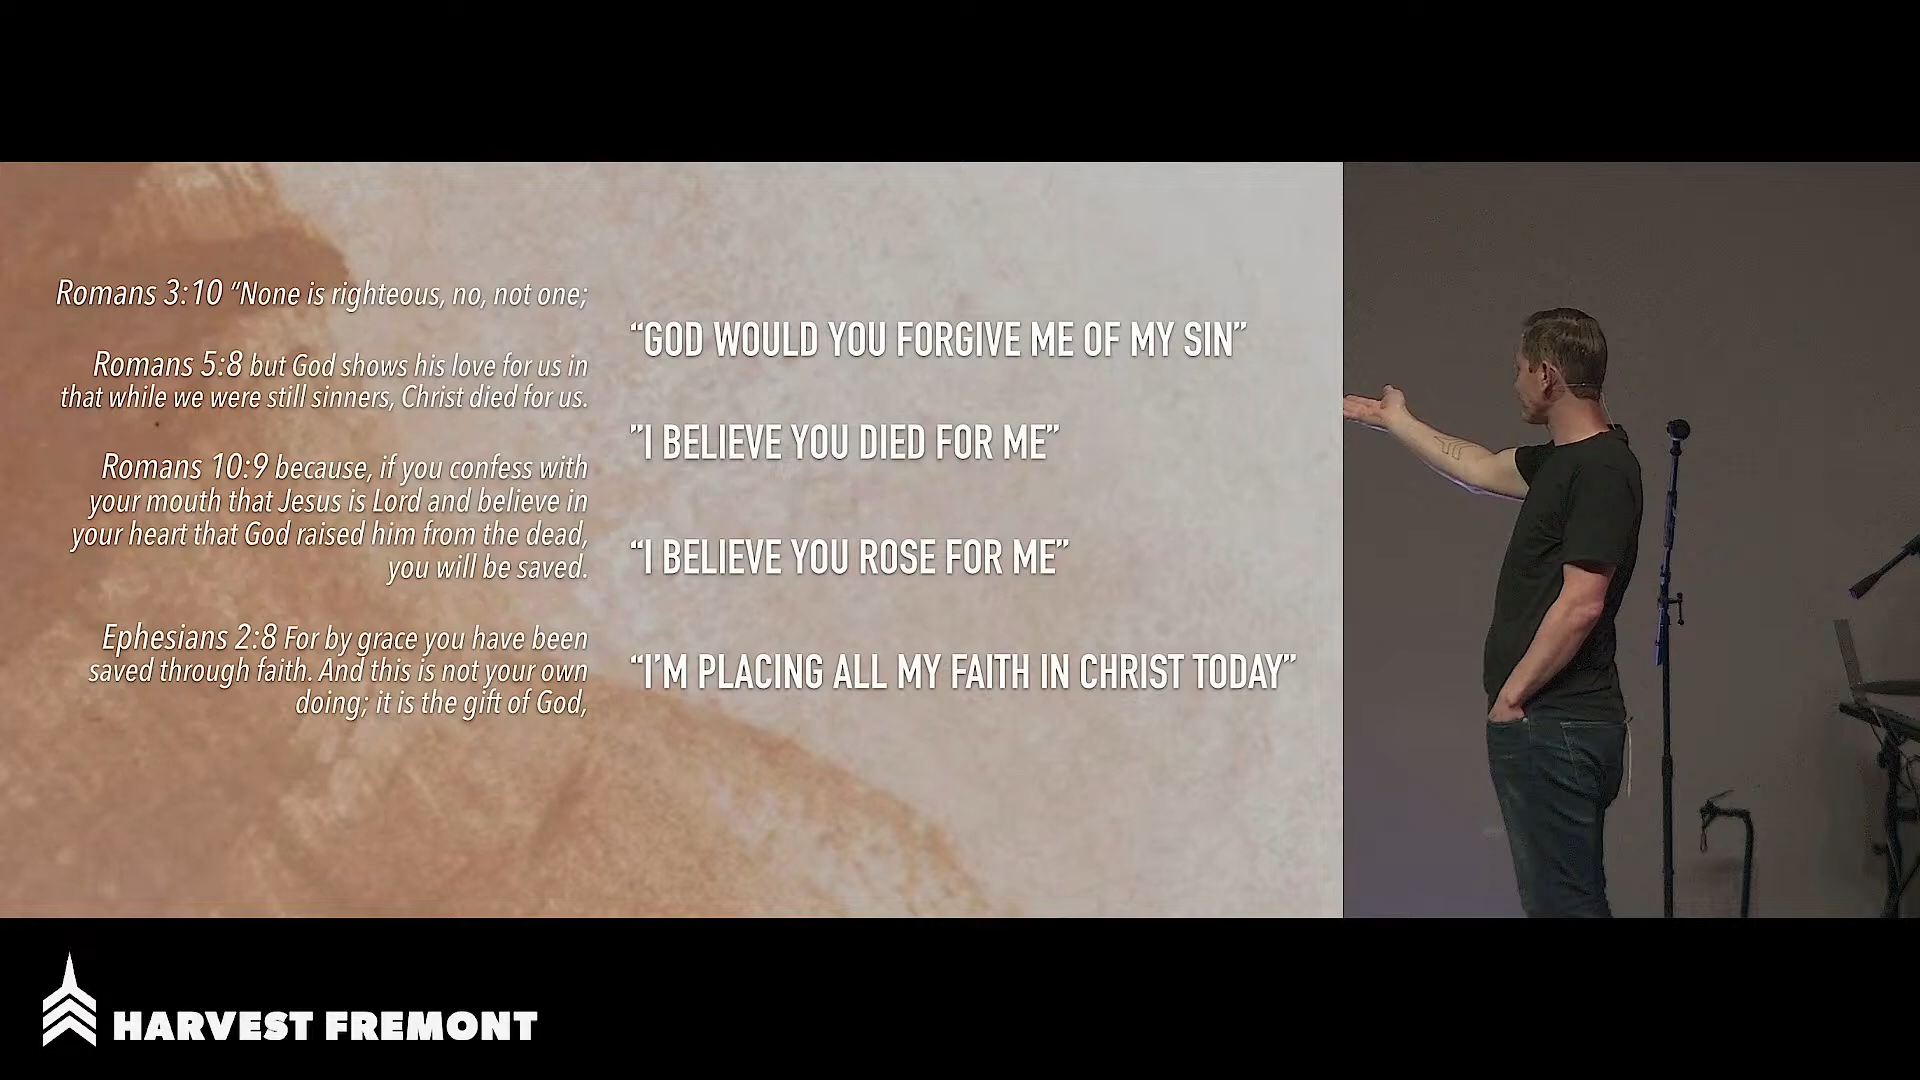 Romans 3:10 “None is righteous, no, not one;
Romans 5:8 but God shows his love for us in
that while we were still sinners, Christ died for us.
Romans 10:9 because, if you confess with
your mouth that Jesus is Lord and believe in
your heart that God raised him from the dead,
you will be saved.
Ephesians 2:8 For by grace you have been
saved through faith. And this is not your own
doing; it is the gift of God,
“GOD WOULD YOU FORGIVE ME OF MY SIN”
”I BELIEVE YOU DIED FOR ME”
“I BELIEVE YOU ROSE FOR ME”
“I’M PLACING ALL MY FAITH IN CHRIST TODAY”
HARVEST FREMONT